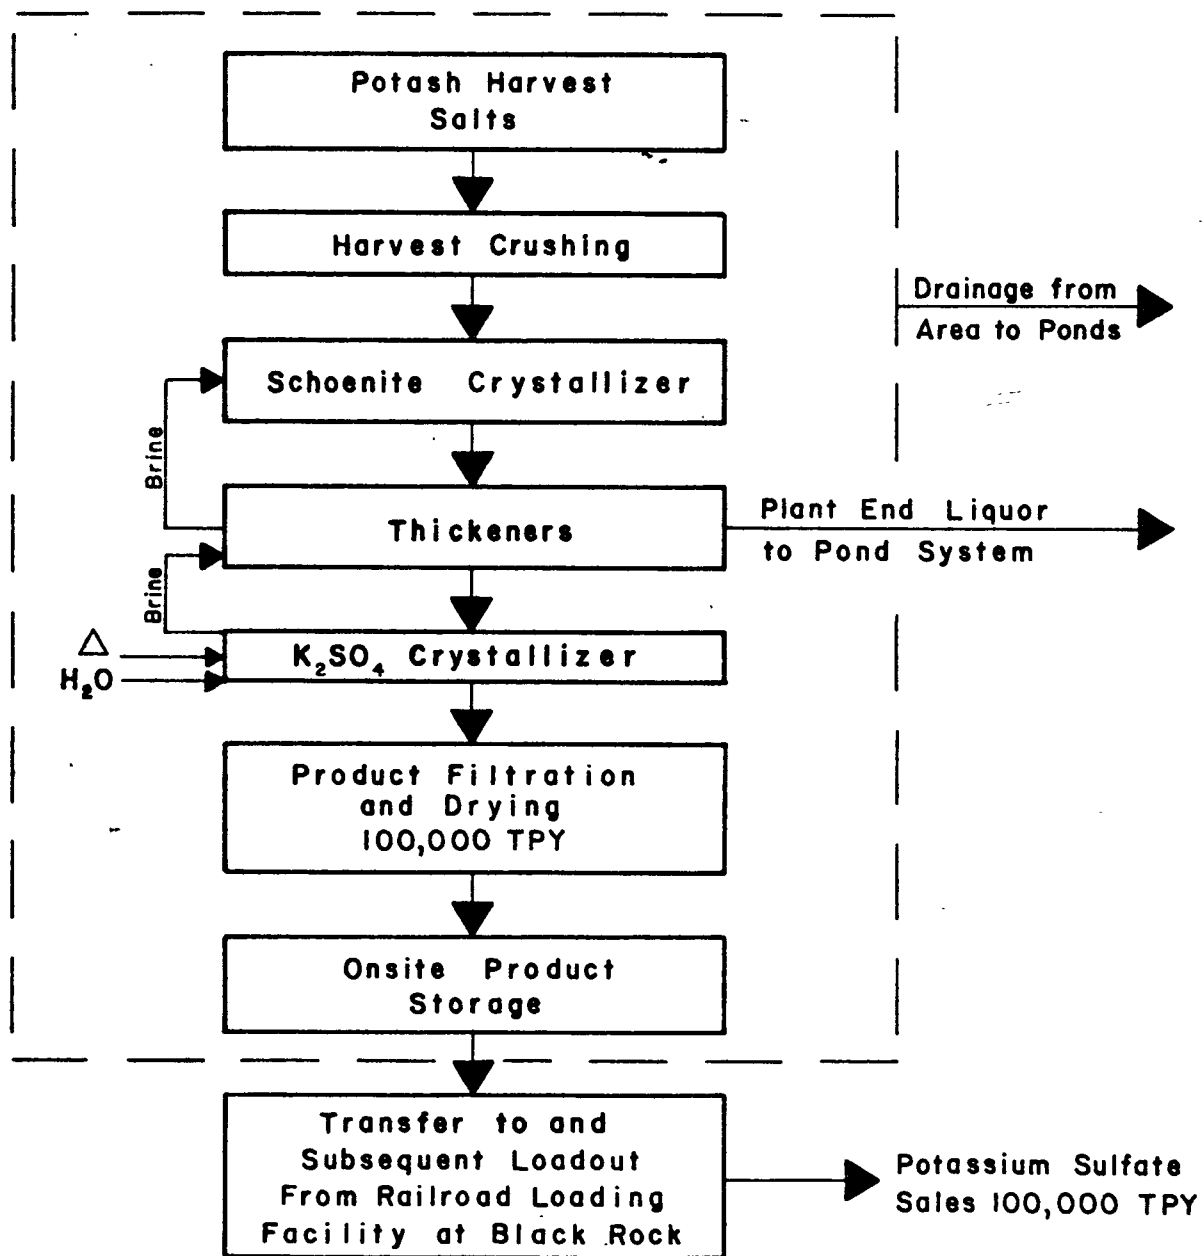 Potash Harvest
Salts
Harvest Crushing
Drainage from
Area to Ponds
Schoenite Crystallizer
Brine
Thickeners
Plant End Liquor
to Pond System
Brine
△
H₂O
K₂SO₄ Crystallizer
Product Filtration
and Drying
100,000 TPY
Onsite Product
Storage
Transfer to and
Subsequent Loadout
From Railroad Loading
Facility at Black Rock
Potassium Sulfate
Sales 100,000 TPY